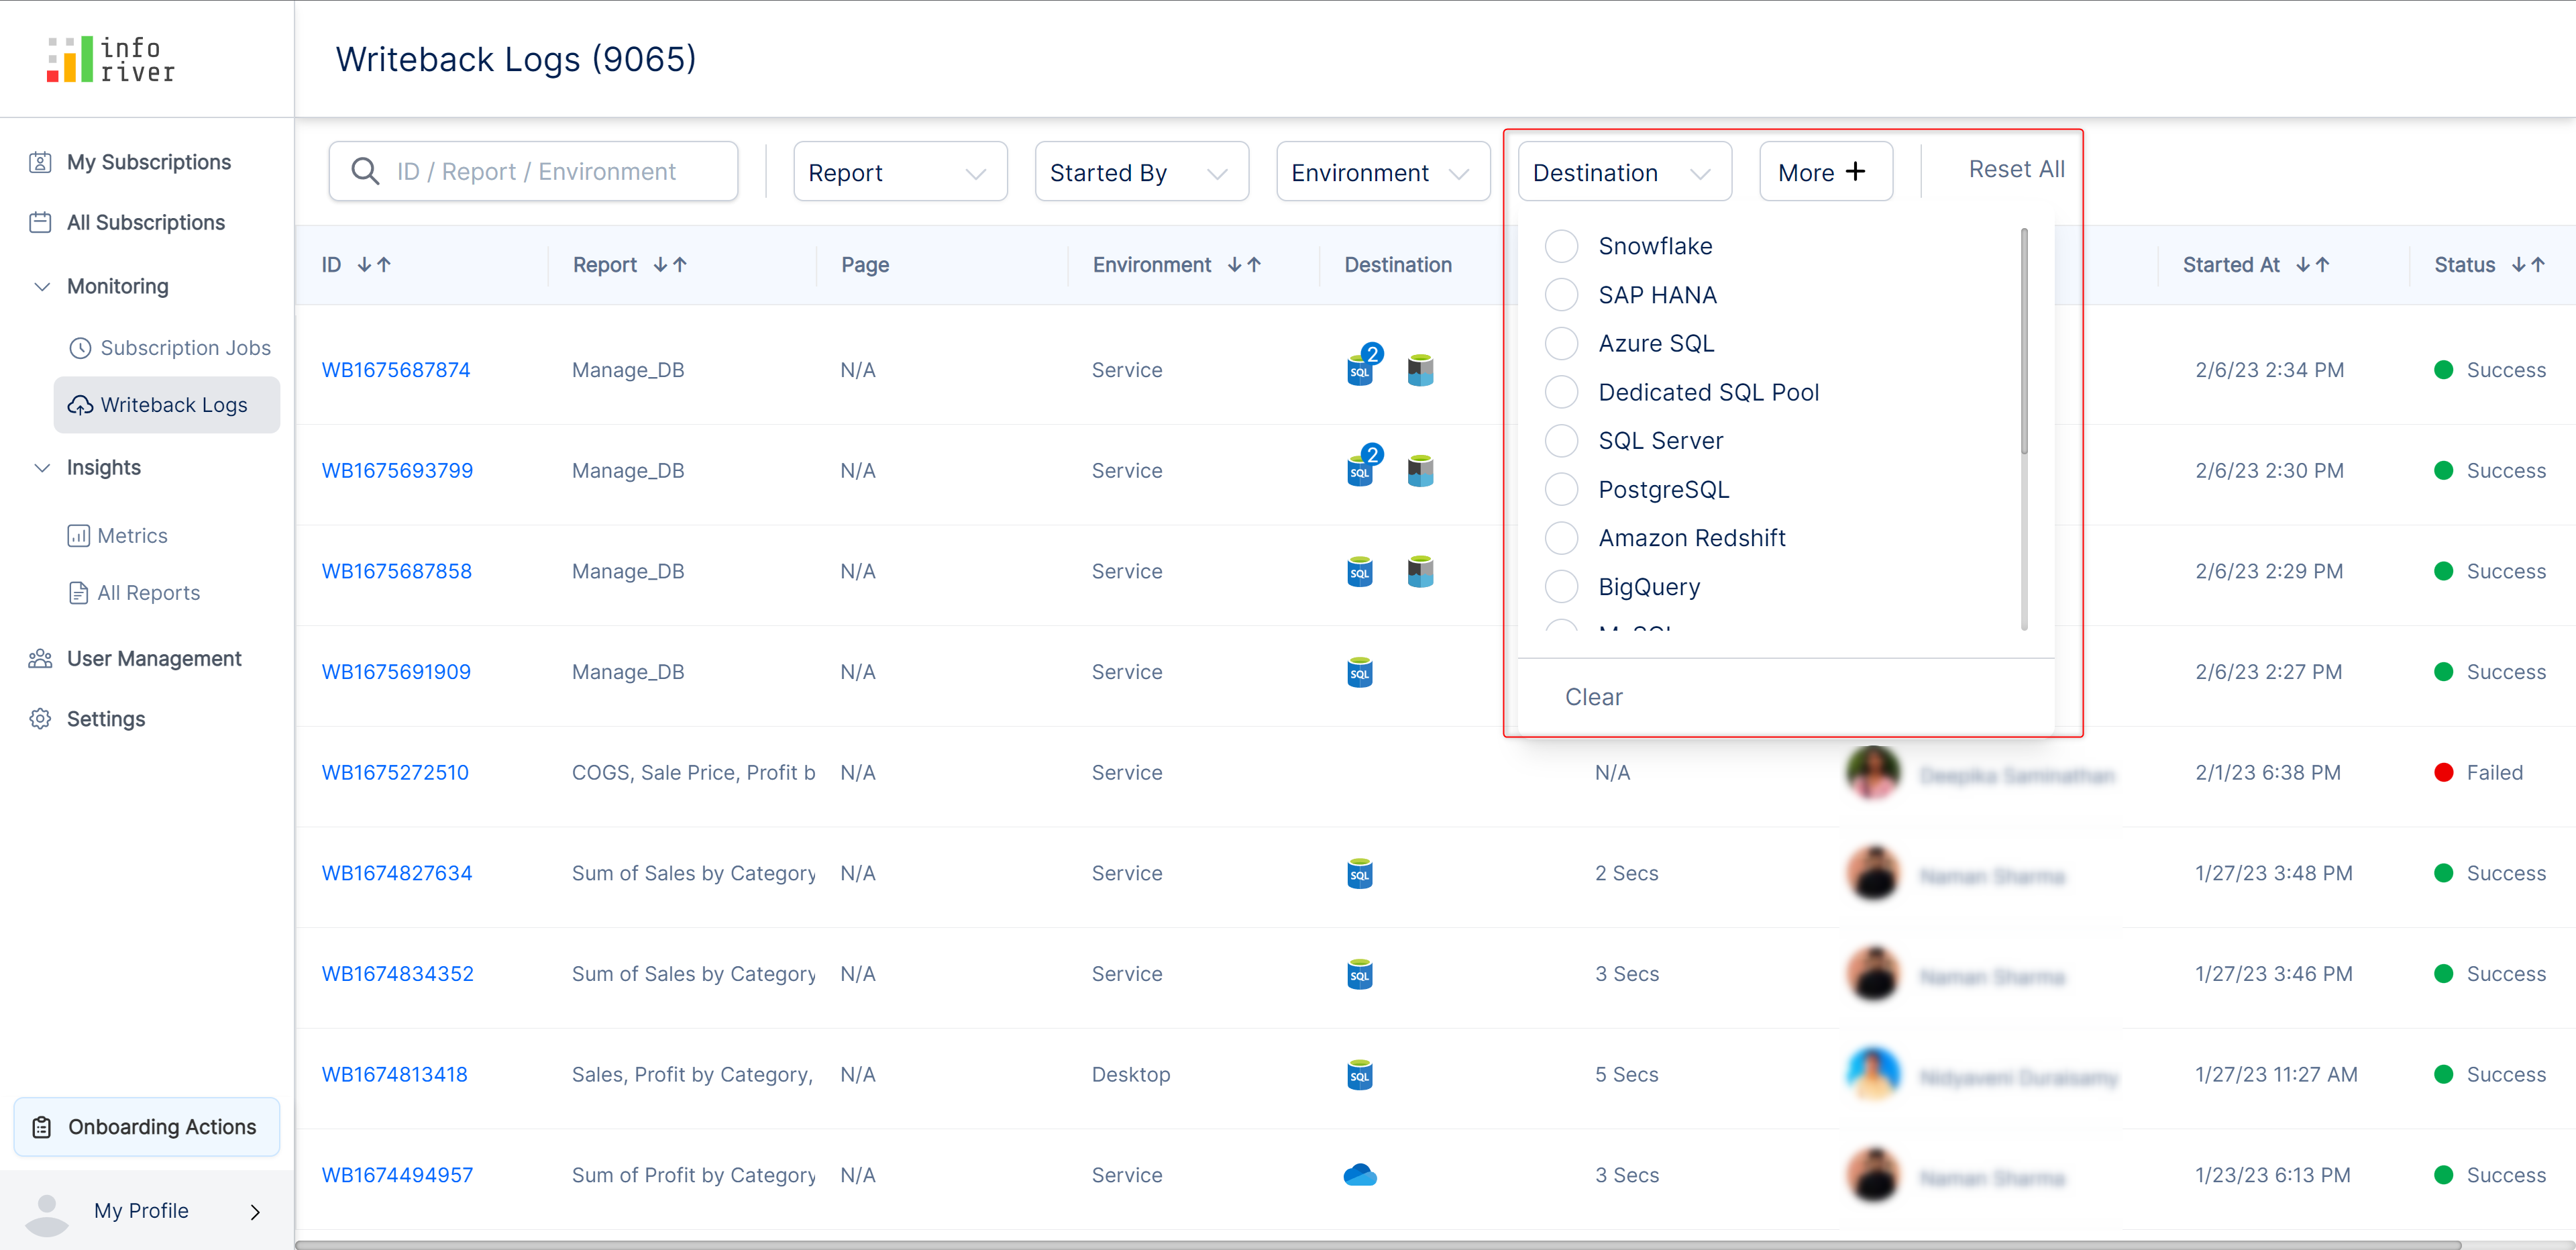 info
river
Writeback Logs (9065)
My Subscriptions
All Subscriptions
Monitoring
Subscription Jobs
Writeback Logs
Insights
Metrics
All Reports
User Management
Settings
Onboarding Actions
My Profile
ID / Report / Environment
Report
Started By
Environment
Destination
More +
Reset All
Snowflake
SAP HANA
Azure SQL
Dedicated SQL Pool
SQL Server
PostgreSQL
Amazon Redshift
BigQuery
Clear
ID Report Page Environment Destination Started At Status
WB1675687874 Manage_DB N/A Service SQL 2 2/6/23 2:34 PM Success
WB1675693799 Manage_DB N/A Service SQL 2 2/6/23 2:30 PM Success
WB1675687858 Manage_DB N/A Service SQL 2/6/23 2:29 PM Success
WB1675691909 Manage_DB N/A Service SQL 2/6/23 2:27 PM Success
WB1675272510 COGS, Sale Price, Profit b N/A Service N/A 2/1/23 6:38 PM Failed
WB1674827634 Sum of Sales by Category N/A Service SQL 2 Secs 1/27/23 3:48 PM Success
WB1674834352 Sum of Sales by Category N/A Service SQL 3 Secs 1/27/23 3:46 PM Success
WB1674813418 Sales, Profit by Category, N/A Desktop SQL 5 Secs 1/27/23 11:27 AM Success
WB1674494957 Sum of Profit by Category N/A Service 3 Secs 1/23/23 6:13 PM Success